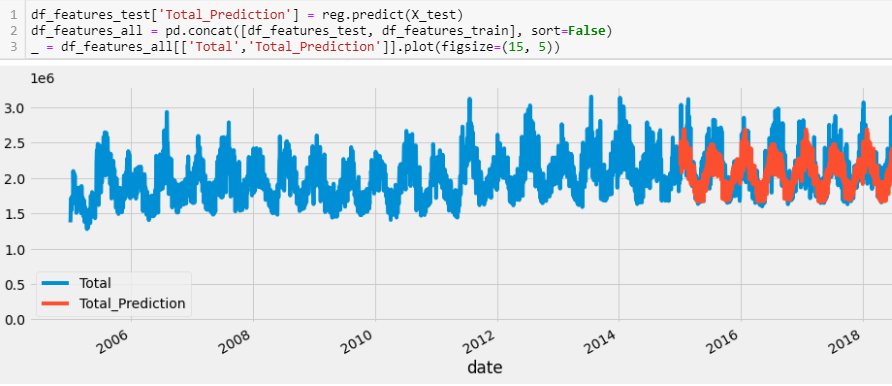 1 df_features_test['Total_Prediction'] = reg.predict(X_test)
2 df_features_all = pd.concat([df_features_test, df_features_train], sort=False)
3 _ = df_features_all[['Total','Total_Prediction']].plot(figsize=(15, 5))
1e6
3.0
2.5
2.0
1.5
1.0
0.5
0.0
Total
Total_Prediction
2006 2008 2010 2012 2014 2016 2018
date